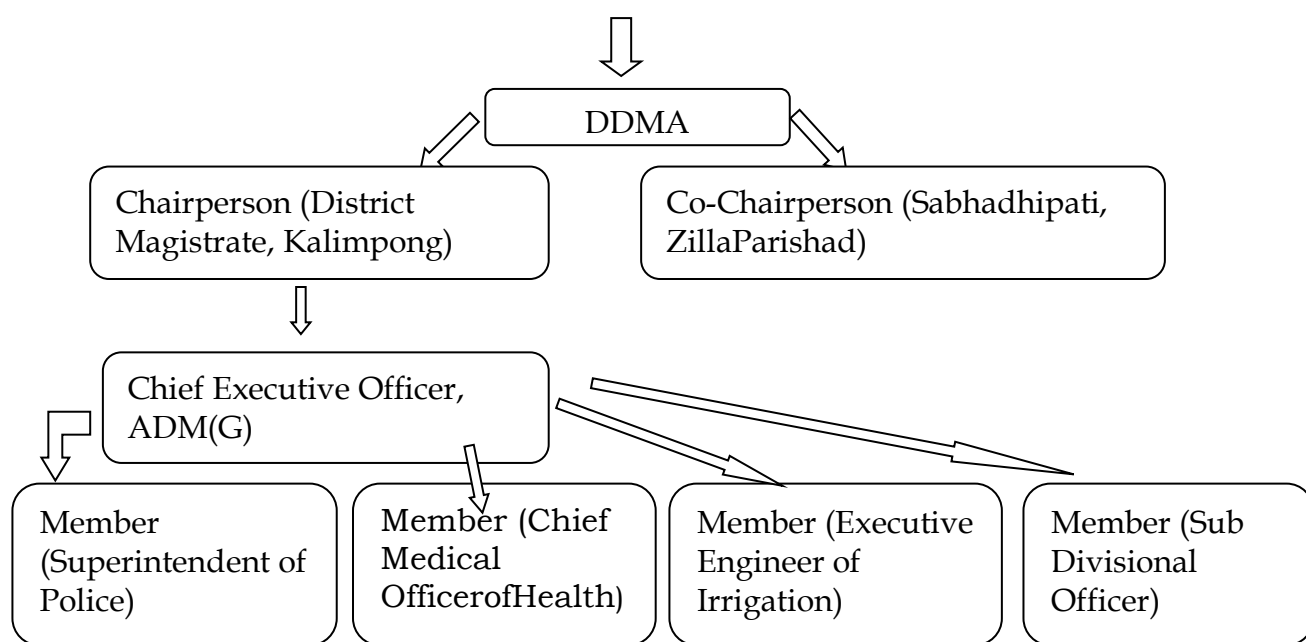 DDMA
Chairperson (District
Magistrate, Kalimpong)
Co-Chairperson (Sabhadhipati,
ZillaParishad)
Chief Executive Officer,
ADM(G)
Member
(Superintendent of
Police)
Member (Chief
Medical
OfficerofHealth)
Member (Executive
Engineer of
Irrigation)
Member (Sub
Divisional
Officer)